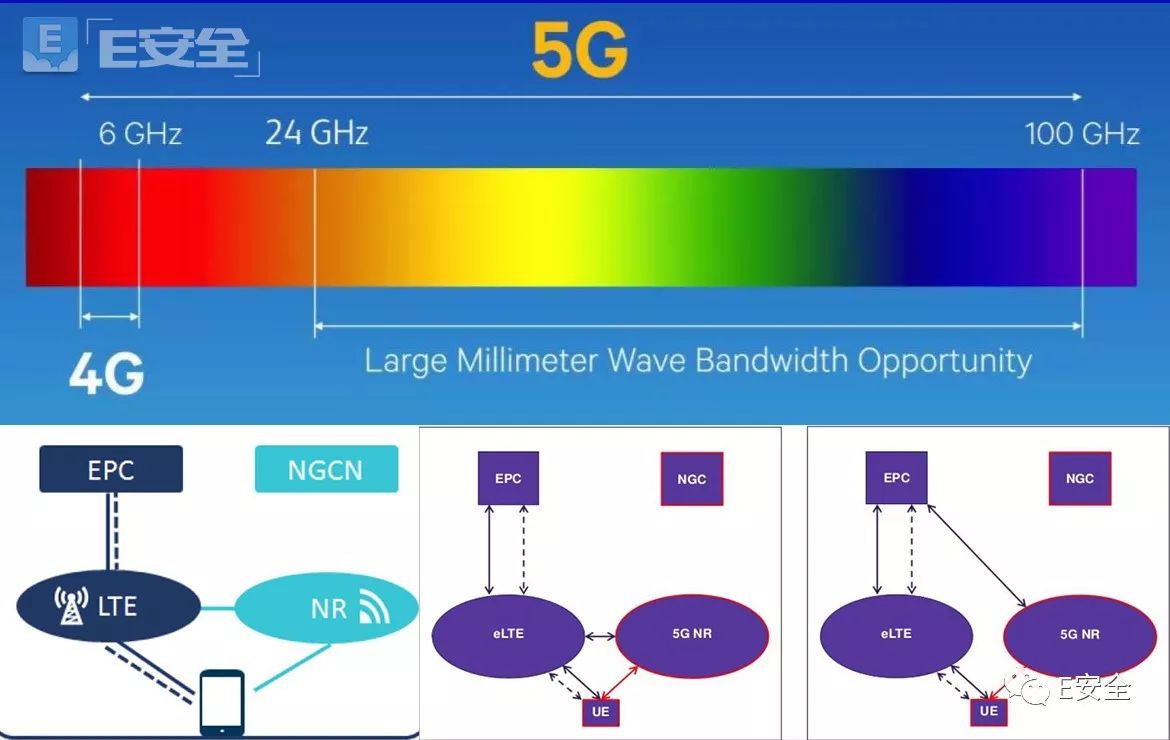 E
E安全
5G
6 GHz
24 GHz
100 GHz
4G
Large Millimeter Wave Bandwidth Opportunity
EPC
NGCN
LTE
NR
EPC
NGC
eLTE
5G NR
UE
EPC
NGC
eLTE
5G NR
UE
E安全